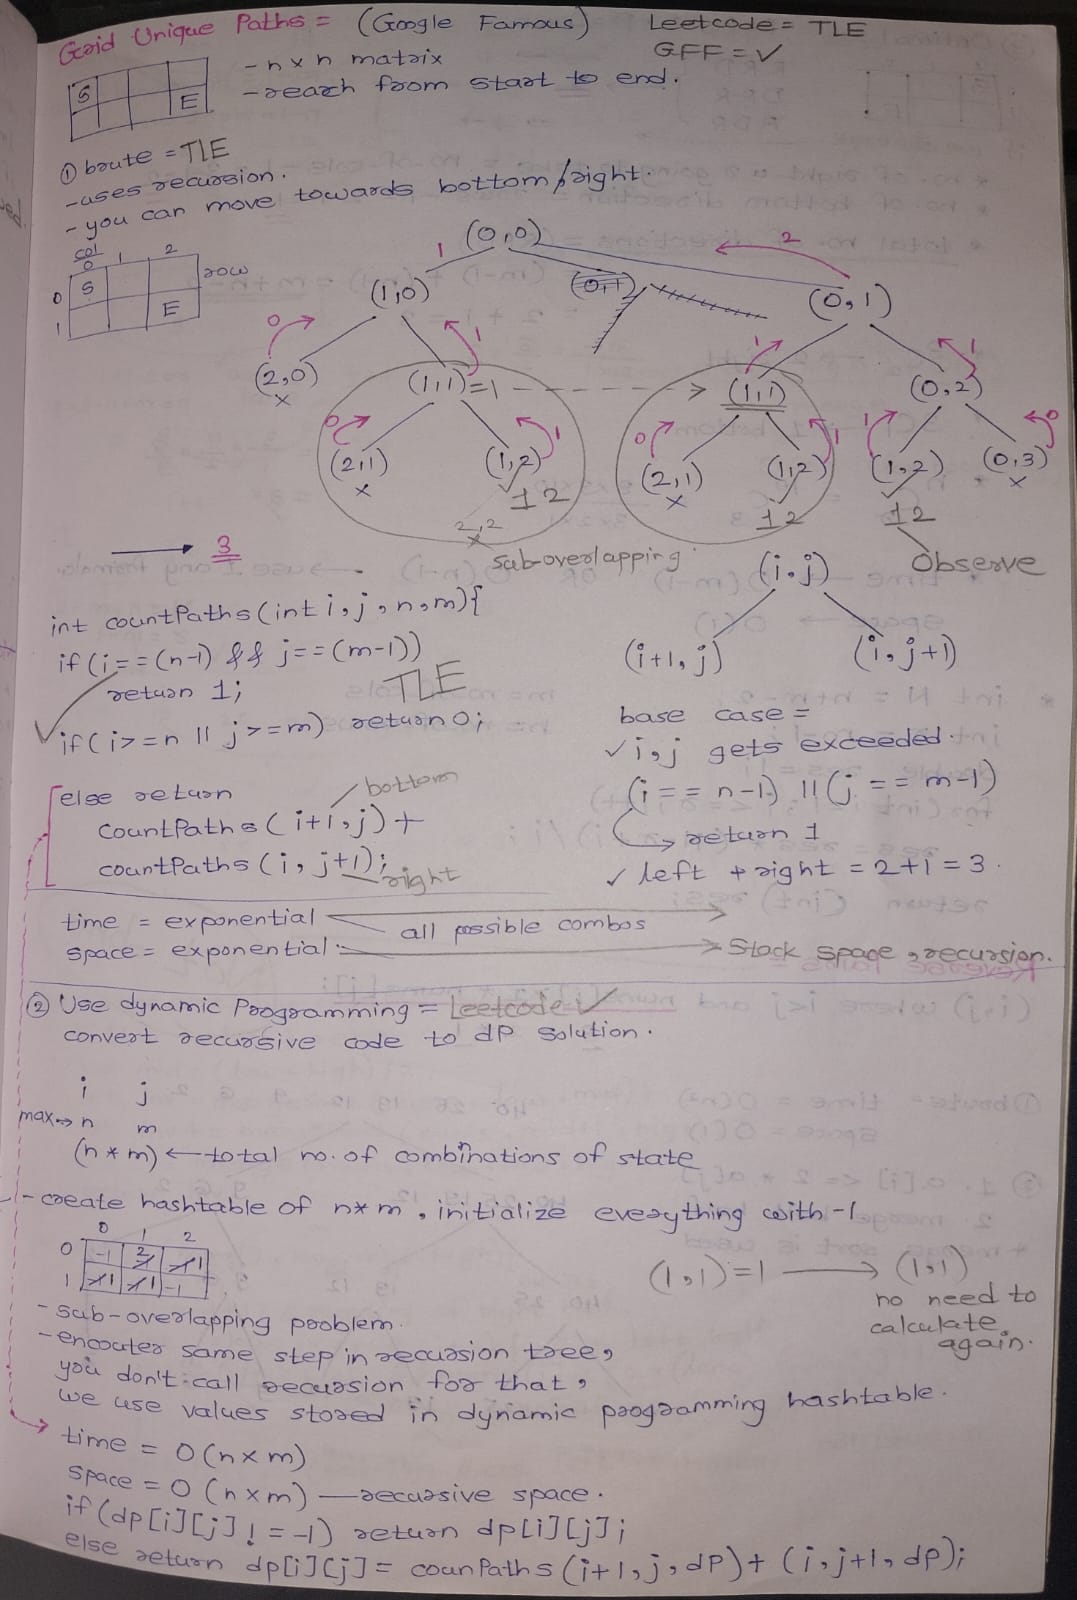 Grid Unique Paths = (Google Famous) Leetcode = TLE
GFF = ✓
- n x n matrix
- reach from start to end.
S
E
① brute = TLE
- uses recursion.
- you can move towards bottom/right.
col
0 1 2
row
0 S
1 E
(0,0)
1 2
(1,0) (0,1) (0,1)
0 1 1 1
(2,0) (1,1)=1 (1,1) (0,2)
x
0 1 0 1 1 0
(2,1) (1,2) (2,1) (1,2) (1,2) (0,3)
x ✓ x ✓ ✓ x
1 2 1 2 1 2
2,2
x
→ 3
sub-overlapping
Observe
int countPaths(int i, j, n, m){
if(i==(n-1) && j==(m-1))
return 1;
TLE
if(i>=n || j>=m) return 0;
else return
bottom
countPaths(i+1,j)+
countPaths(i, j+1);
right
(i,j)
(i+1,j) (i,j+1)
base case =
✓ i,j gets exceeded.
(i == n-1) || (j == m-1)
→ return 1
✓ left + right = 2+1 = 3.
time = exponential
space = exponential
all possible combos
→ Stack space, recursion.
② Use dynamic Programming = Leetcode ✓
convert recursive code to dP Solution.
i j
max → n m
(n * m) ← total no. of combinations of state
- create hashtable of n*m, initialize everything with -1
0 1 2
0 -1 2 -1 1
1 -1 1 -1 1 -1
(1,1)=1 → (1,1)
no need to
calculate
again.
- sub-overlapping problem.
- encouter same step in recursion tree,
you don't call recursion for that,
we use values stored in dynamic programming hashtable.
time = O(n x m)
space = O(n x m) — recursive space.
if(dp[i][j] != -1) return dp[i][j];
else return dp[i][j] = counPaths(i+1,j,dP)+(i,j+1,dp);